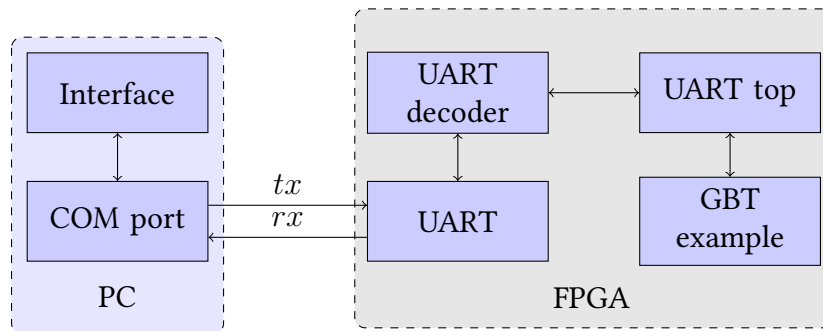 Interface
COM port
PC
tx
rx
UART
decoder
UART
UART top
GBT
example
FPGA